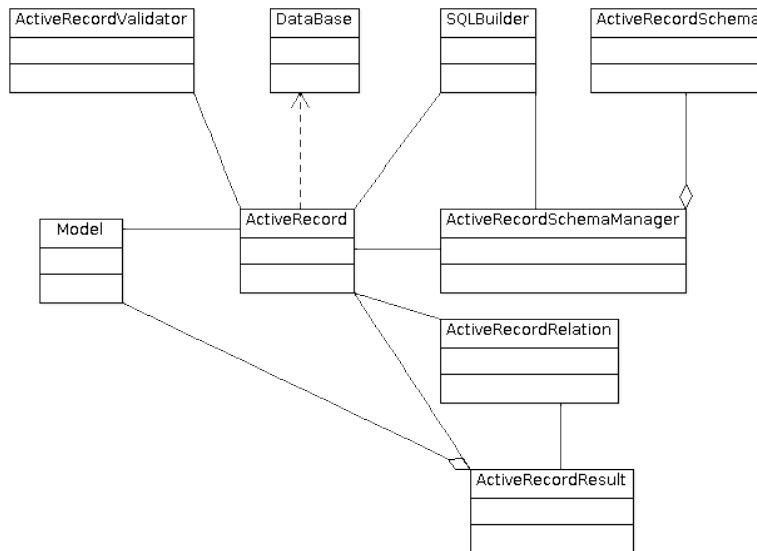 ActiveRecordValidator
DataBase
SQLBuilder
ActiveRecordSchema
Model
ActiveRecord
ActiveRecordSchemaManager
ActiveRecordRelation
ActiveRecordResult